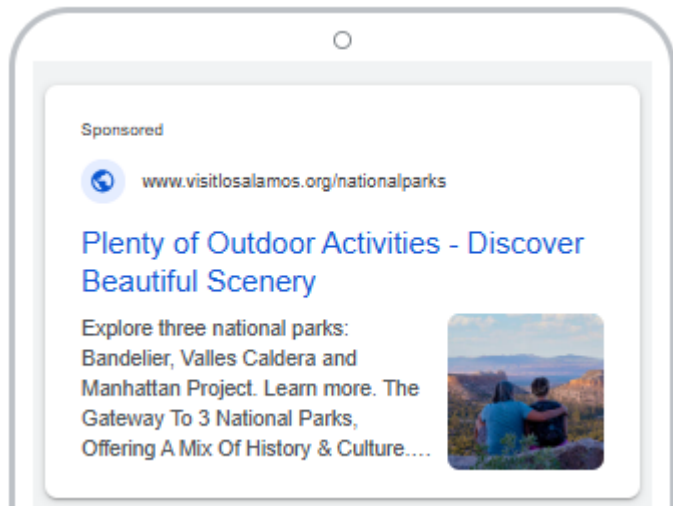 Sponsored
www.visitlosalamos.org/nationalparks
Plenty of Outdoor Activities - Discover
Beautiful Scenery
Explore three national parks:
Bandelier, Valles Caldera and
Manhattan Project. Learn more. The
Gateway To 3 National Parks,
Offering A Mix Of History & Culture....